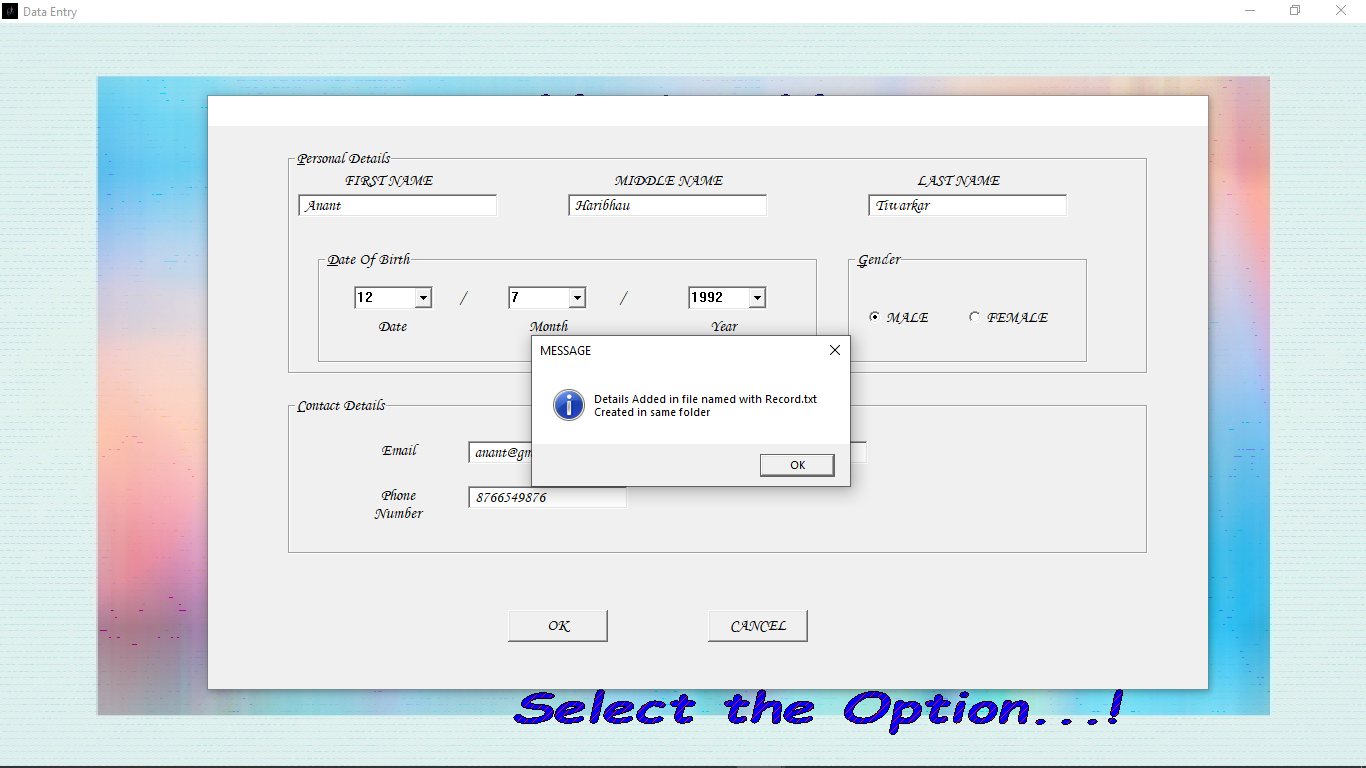 Data Entry
Personal Details
FIRST NAME MIDDLE NAME LAST NAME
Anant Haribhau Tiwarkar
Date Of Birth Gender
12 / 7 / 1992
MALE FEMALE
Date Month Year
MESSAGE
Details Added in file named with Record.txt
Created in same folder
OK
Contact Details
Email anant@gm
Phone
Number
8766549876
OK CANCEL
Select the Option...!